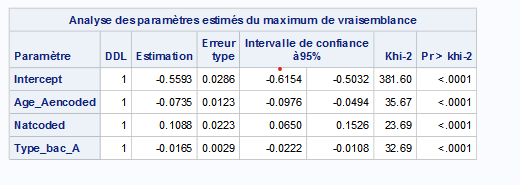 Analyse des paramètres estimés du maximum de vraisemblance
Paramètre DDL Estimation Erreur type Intervalle de confiance à95% Khi-2 Pr > khi-2
Intercept 1 -0.5593 0.0286 -0.6154 -0.5032 381.60 <.0001
Age_Aencoded 1 -0.0735 0.0123 -0.0976 -0.0494 35.67 <.0001
Natcoded 1 0.1088 0.0223 0.0650 0.1526 23.69 <.0001
Type_bac_A 1 -0.0165 0.0029 -0.0222 -0.0108 32.69 <.0001